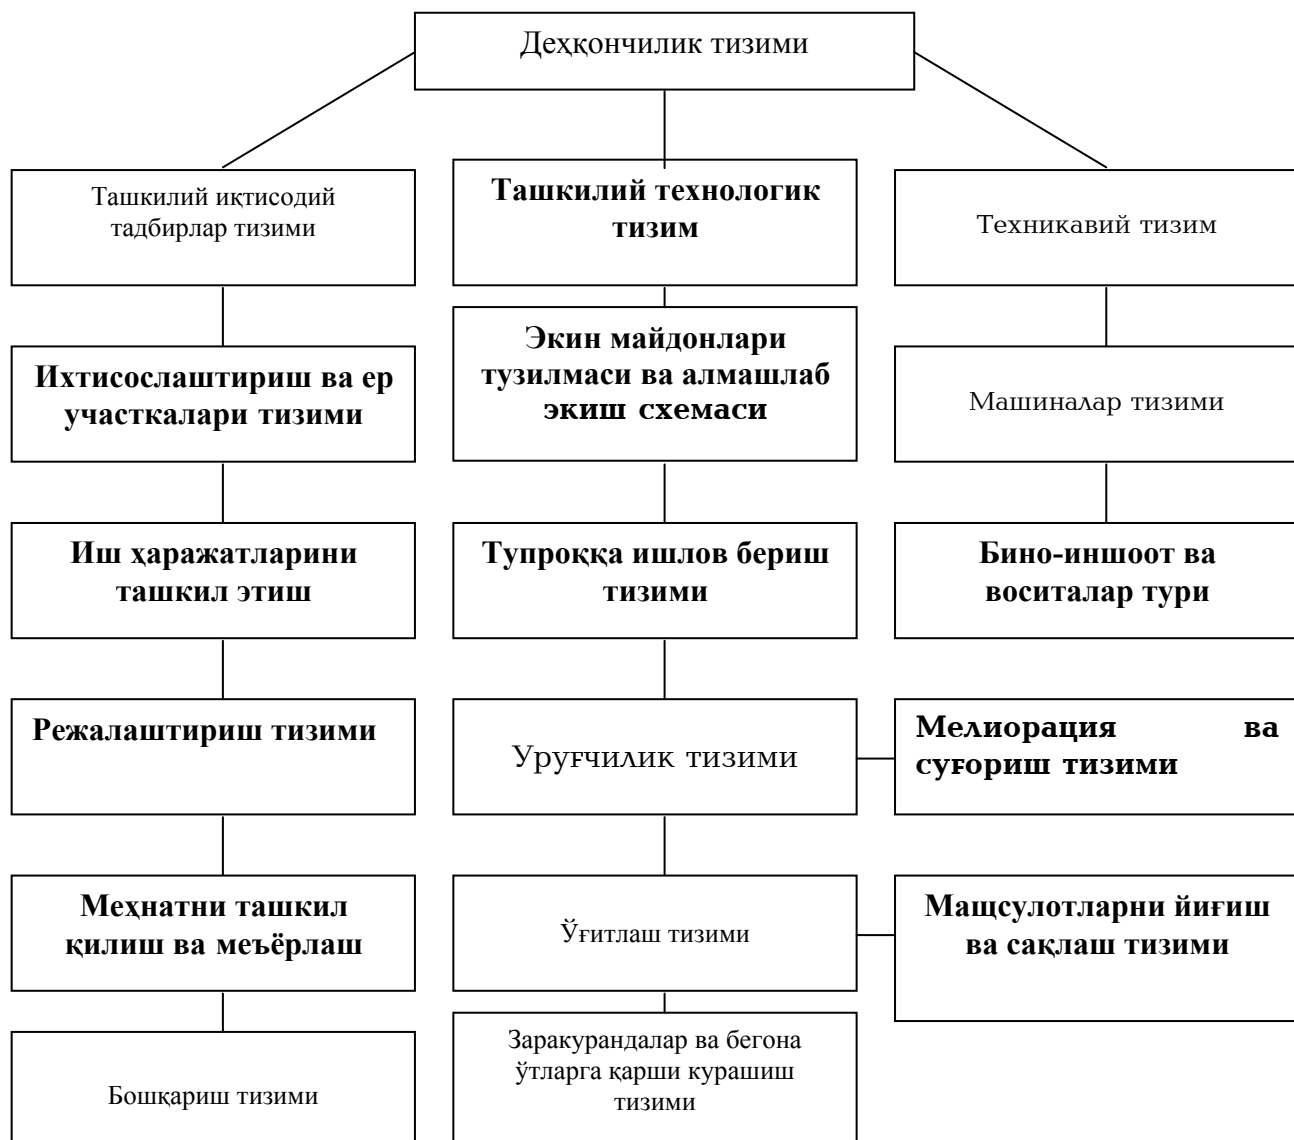 Деҳқончилик тизими
Ташкилий иқтисодий
тадбирлар тизими
Ташкилий технологик
тизим
Техникавий тизим
Ихтисослаштириш ва ер
участкалари тизими
Экин майдонлари
тузилмаси ва алмашлаб
экиш схемаси
Машиналар тизими
Иш ҳаражатларини
ташкил этиш
Тупроққа ишлов бериш
тизими
Бино-иншоот ва
воситалар тури
Режалаштириш тизими
Уруғчилик тизими
Мелиорация ва
суғориш тизими
Меҳнатни ташкил
қилиш ва меъёрлаш
Ўғитлаш тизими
Мащсулотларни йиғиш
ва сақлаш тизими
Бошқариш тизими
Заракурандалар ва бегона
ўтларга қарши курашиш
тизими